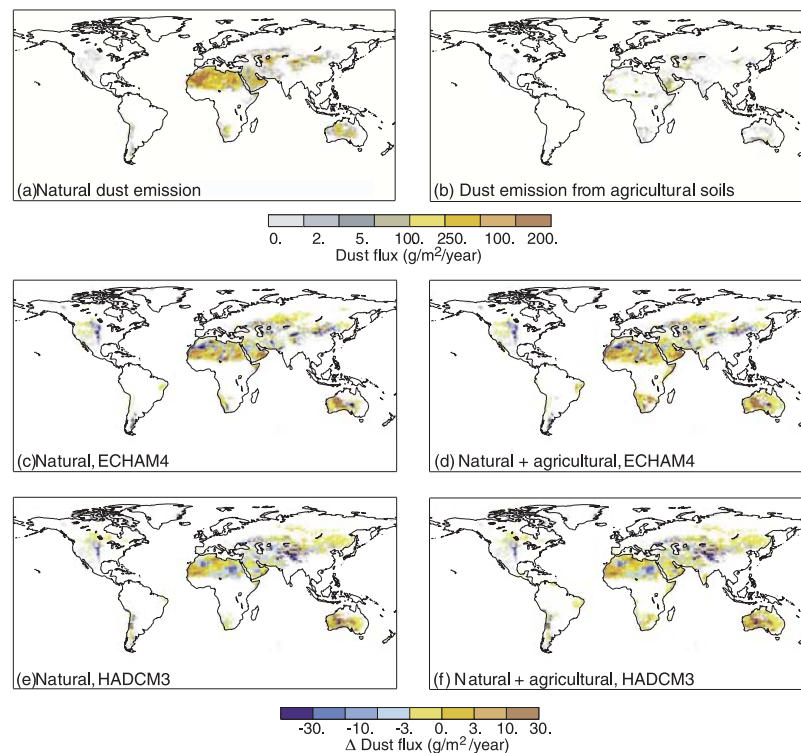 (a)Natural dust emission
(b) Dust emission from agricultural soils
0. 2. 5. 100. 250. 100. 200.
Dust flux (g/m²/year)
(c)Natural, ECHAM4
(d) Natural + agricultural, ECHAM4
(e)Natural, HADCM3
(f) Natural + agricultural, HADCM3
-30. -10. -3. 0. 3. 10. 30.
Δ Dust flux (g/m²/year)